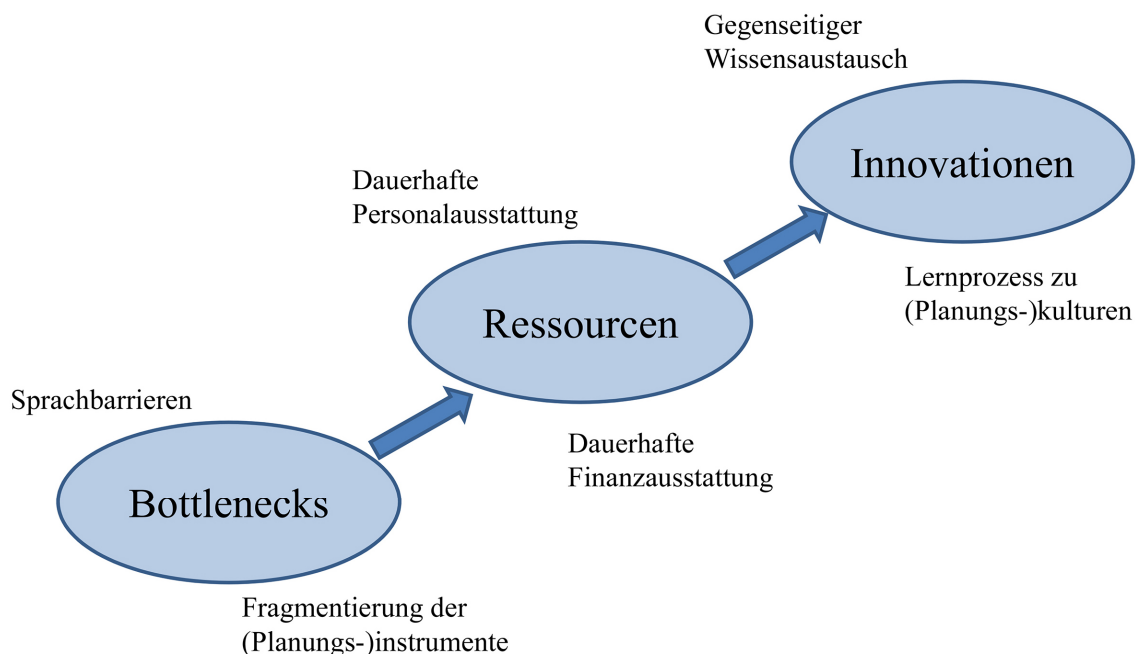 Gegenseitiger
Wissensaustausch
Innovationen
Dauerhafte
Personalausstattung
Lernprozess zu
(Planungs-)kulturen
Ressourcen
Sprachbarrieren
Dauerhafte
Finanzausstattung
Bottlenecks
Fragmentierung der
(Planungs-)instrumente